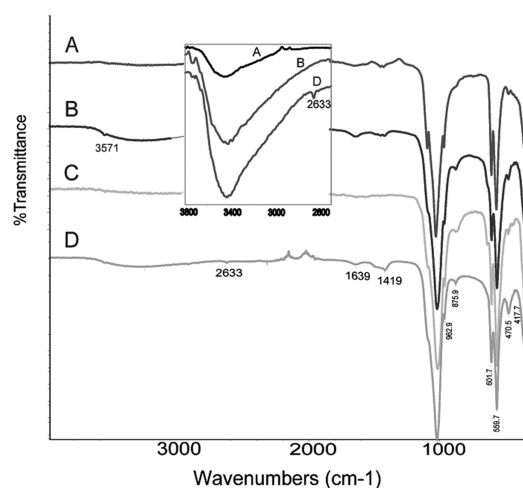 A
B
C
D
3571
A
B
D
2633
3800 3400 3000 2600
%Transmittance
2633
1639
1419
962.9
875.9
601.7
559.7
470.5
417.7
3000 2000 1000
Wavenumbers (cm-1)